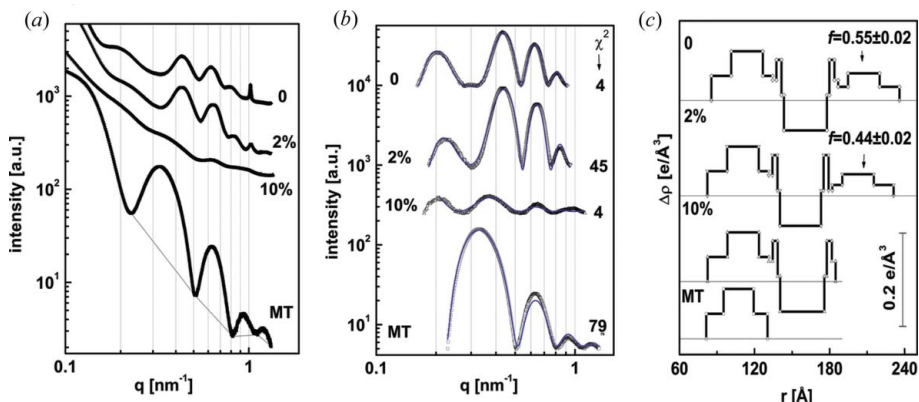 (a)
intensity [a.u.]
10³
10²
10¹
0
2%
10%
MT
0.1
1
q [nm⁻¹]
(b)
χ²
intensity [a.u.]
10⁴
10³
10²
10¹
0
4
2%
45
10%
4
MT
79
1
q [nm⁻¹]
(c)
0
f=0.55±0.02
2%
f=0.44±0.02
10%
MT
Δρ [e/Å³]
0.2 e/Å³
60
120
180
240
r [Å]